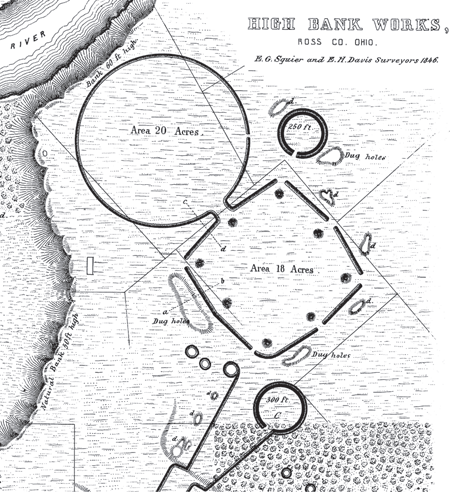 HIGH BANK WORKS,
ROSS CO. OHIO.
E. G. Squier and E. H. Davis Surveyors 1846.
RIVER
Bank 60 ft high
Area 20 Acres.
250 ft
d
Dug holes
c
d
d
d.
d
Area 18 Acres
b
a
Dug holes
d.
Natural Bank 50 ft high
Dug holes
d
300 ft
C
d
d